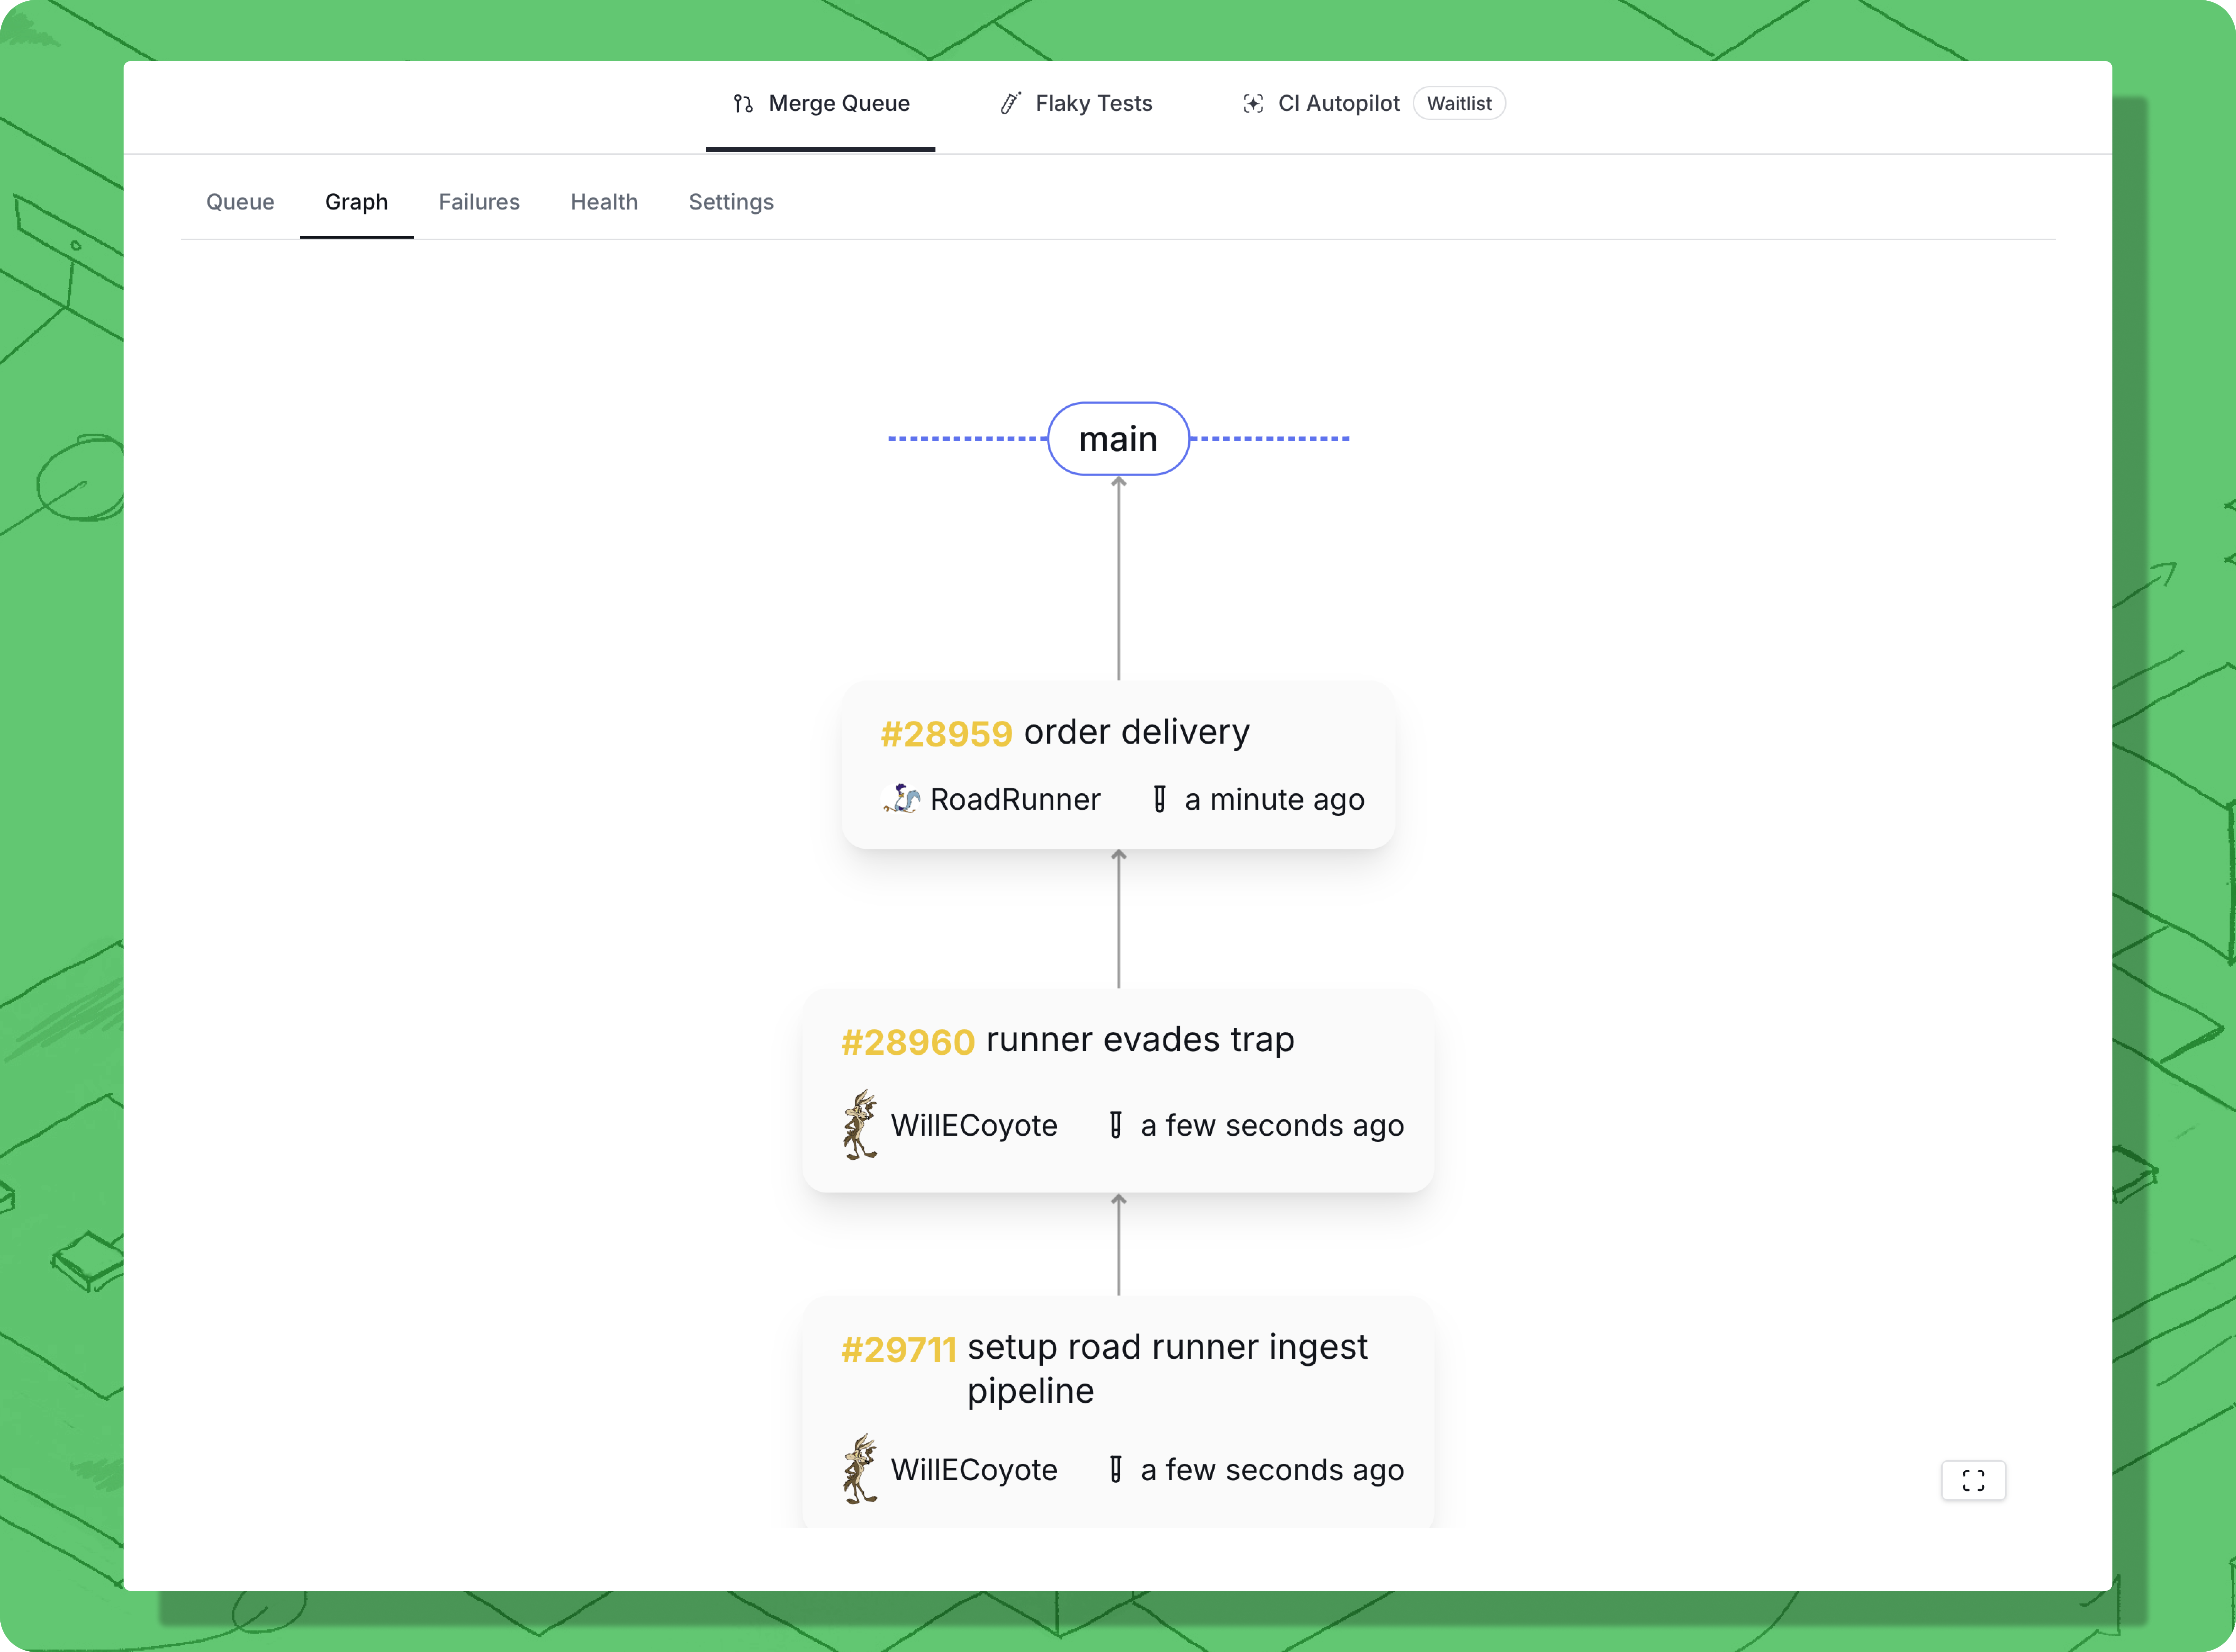 Merge Queue Flaky Tests CI Autopilot Waitlist
Queue Graph Failures Health Settings
main
#28959 order delivery
RoadRunner a minute ago
#28960 runner evades trap
WillECoyote a few seconds ago
#29711 setup road runner ingest
pipeline
WillECoyote a few seconds ago